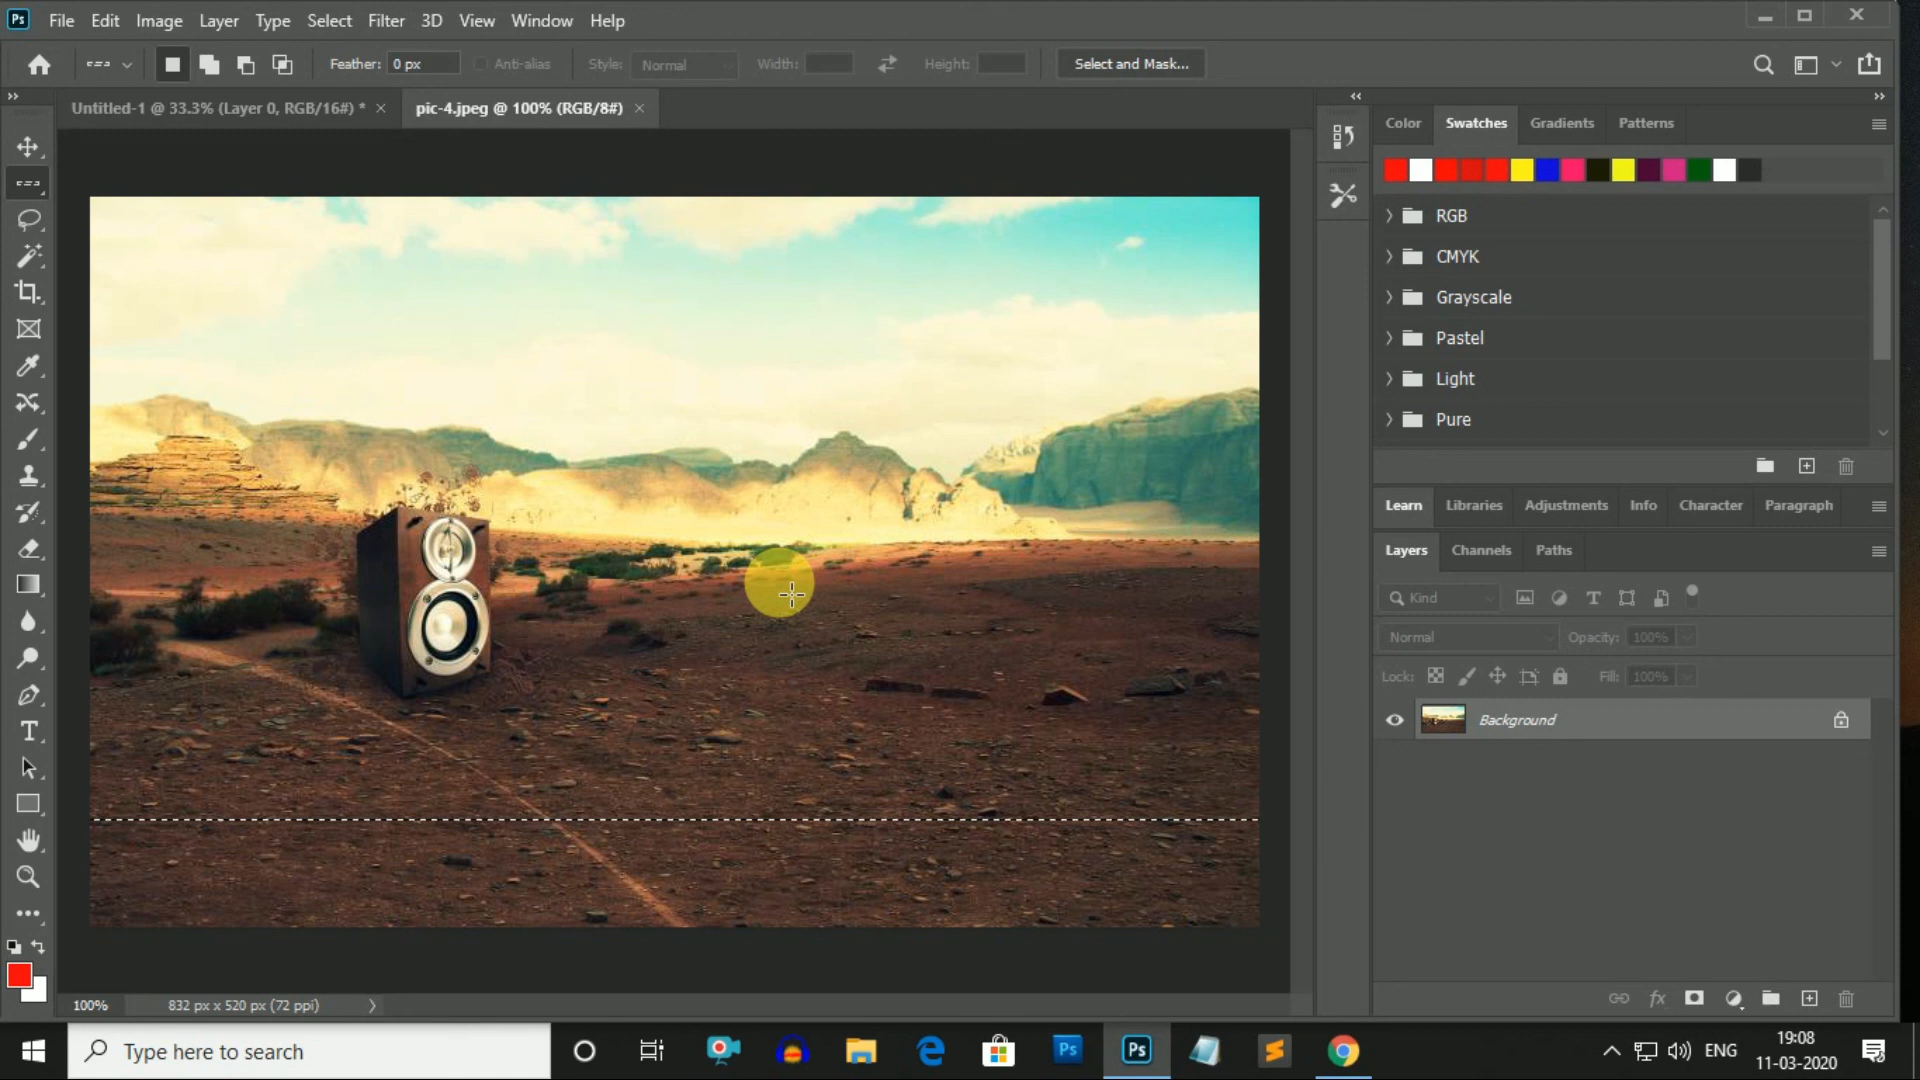 Ps File Edit Image Layer Type Select Filter 3D View Window Help
Feather: 0 px Anti-alias Style: Normal Width: Height: Select and Mask...
Untitled-1 @ 33.3% (Layer 0, RGB/16#) * pic-4.jpeg @ 100% (RGB/8#)
Color Swatches Gradients Patterns
RGB
CMYK
Grayscale
Pastel
Light
Pure
Learn Libraries Adjustments Info Character Paragraph
Layers Channels Paths
Kind
Normal Opacity: 100%
Lock: Fill: 100%
Background
fx
100% 832 px x 520 px (72 ppi)
Type here to search
Ps
Ps
ENG
19:08
11-03-2020